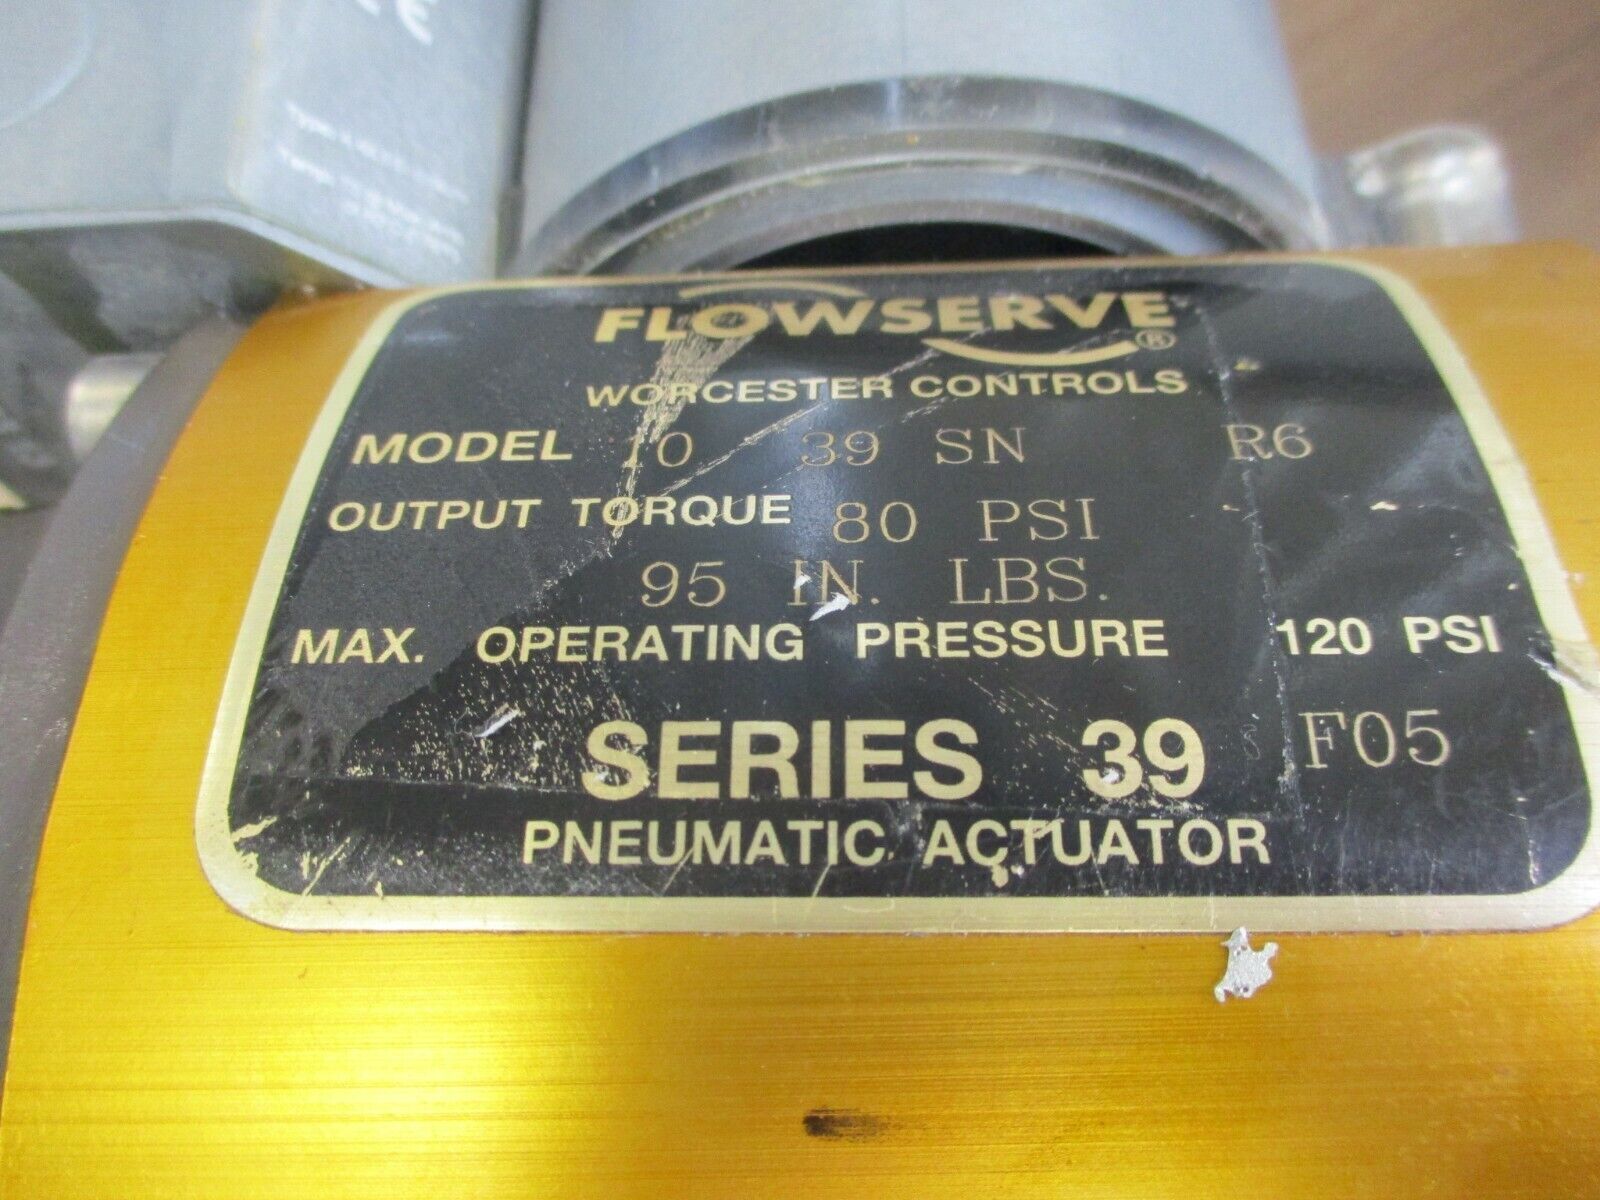 CE
FLOWSERVE®
WORCESTER CONTROLS
MODEL 10 39 SN R6
OUTPUT TORQUE 80 PSI
95 IN. LBS.
MAX. OPERATING PRESSURE 120 PSI
SERIES 39 F05
PNEUMATIC ACTUATOR